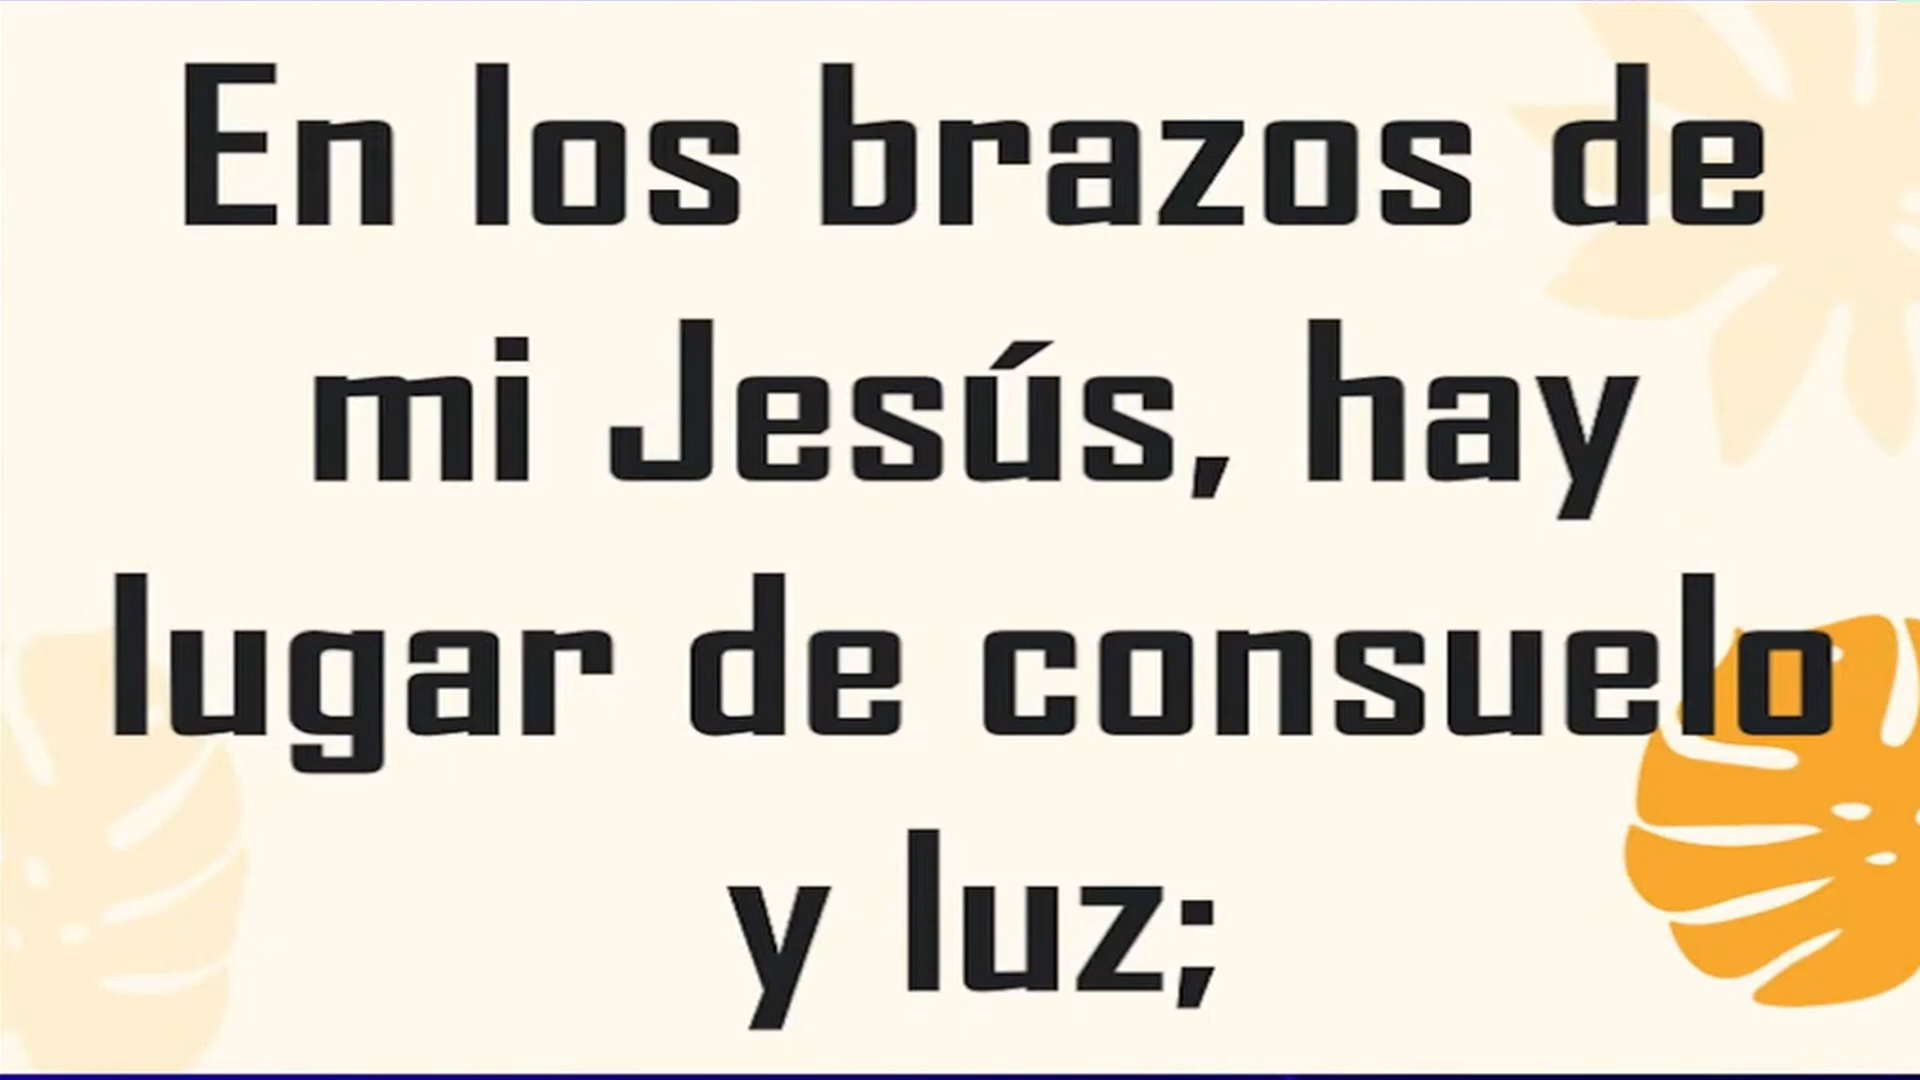 En los brazos de
mi Jesús, hay
lugar de consuelo
y luz;